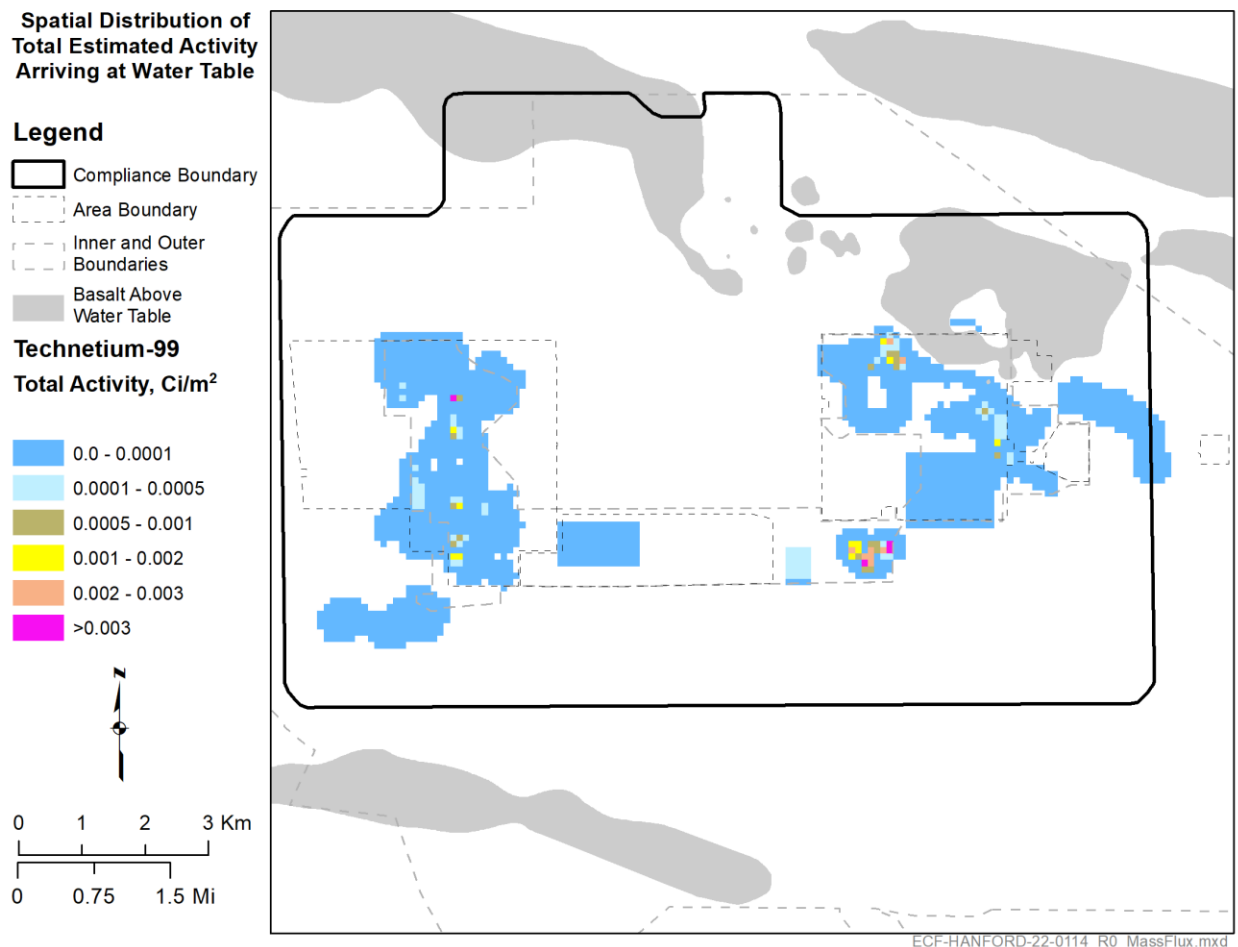 Spatial Distribution of
Total Estimated Activity
Arriving at Water Table
Legend
Compliance Boundary
Area Boundary
Inner and Outer
Boundaries
Basalt Above
Water Table
Technetium-99
Total Activity, Ci/m²
0.0 - 0.0001
0.0001 - 0.0005
0.0005 - 0.001
0.001 - 0.002
0.002 - 0.003
>0.003
N
0 1 2 3 Km
0 0.75 1.5 Mi
ECF-HANFORD-22-0114_R0_MassFlux.mxd